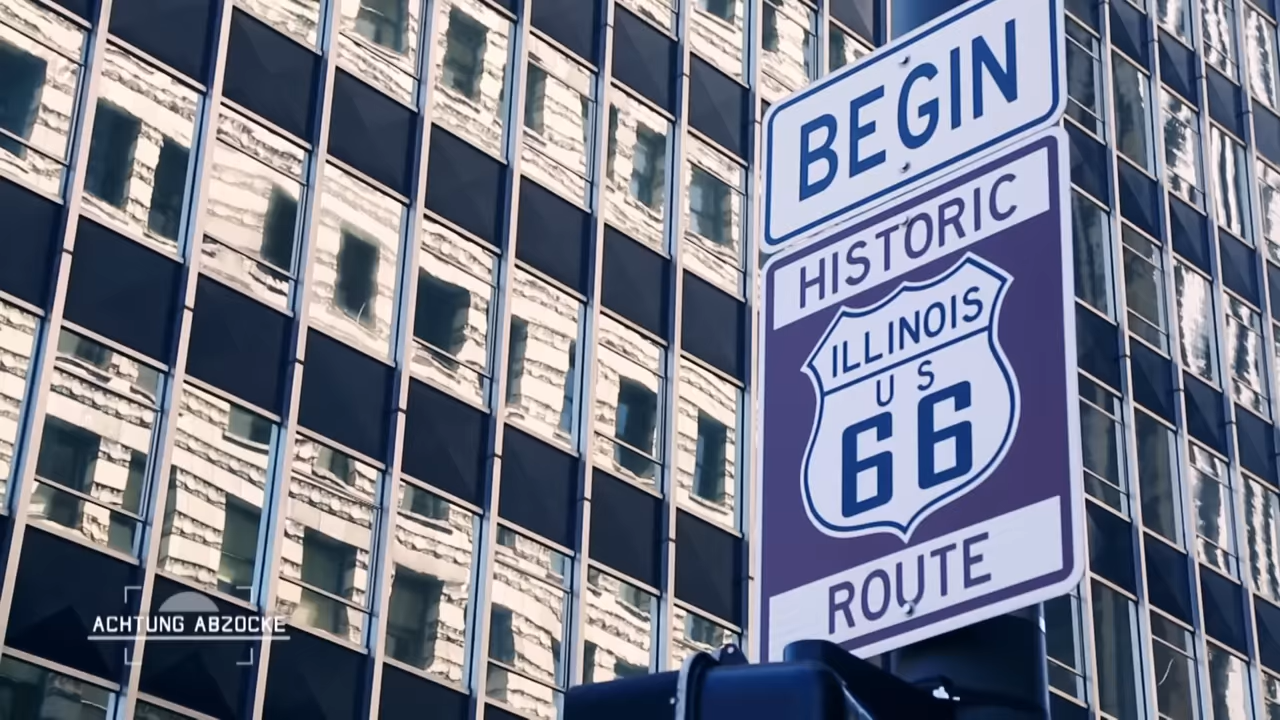 BEGIN
HISTORIC
ILLINOIS
U S
66
ROUTE
ACHTUNG ABZOCKE